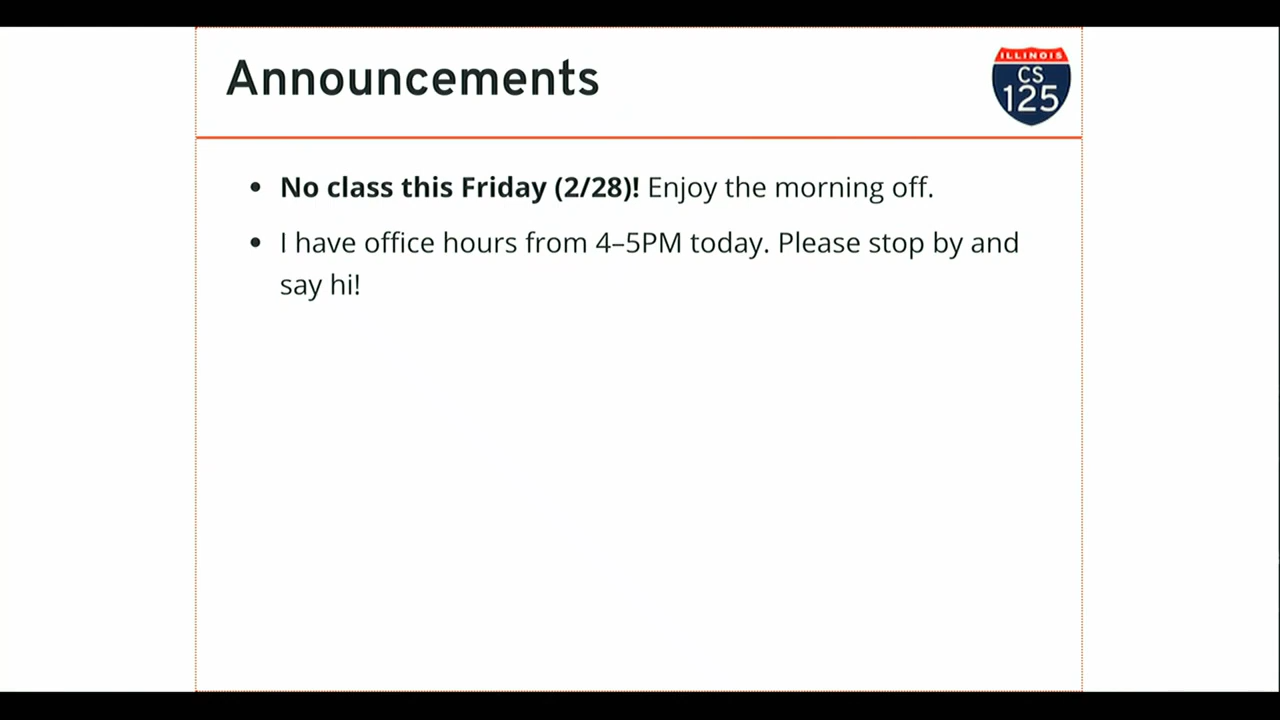 Announcements
ILLINOIS
CS
125
No class this Friday (2/28)! Enjoy the morning off.
I have office hours from 4–5PM today. Please stop by and
say hi!